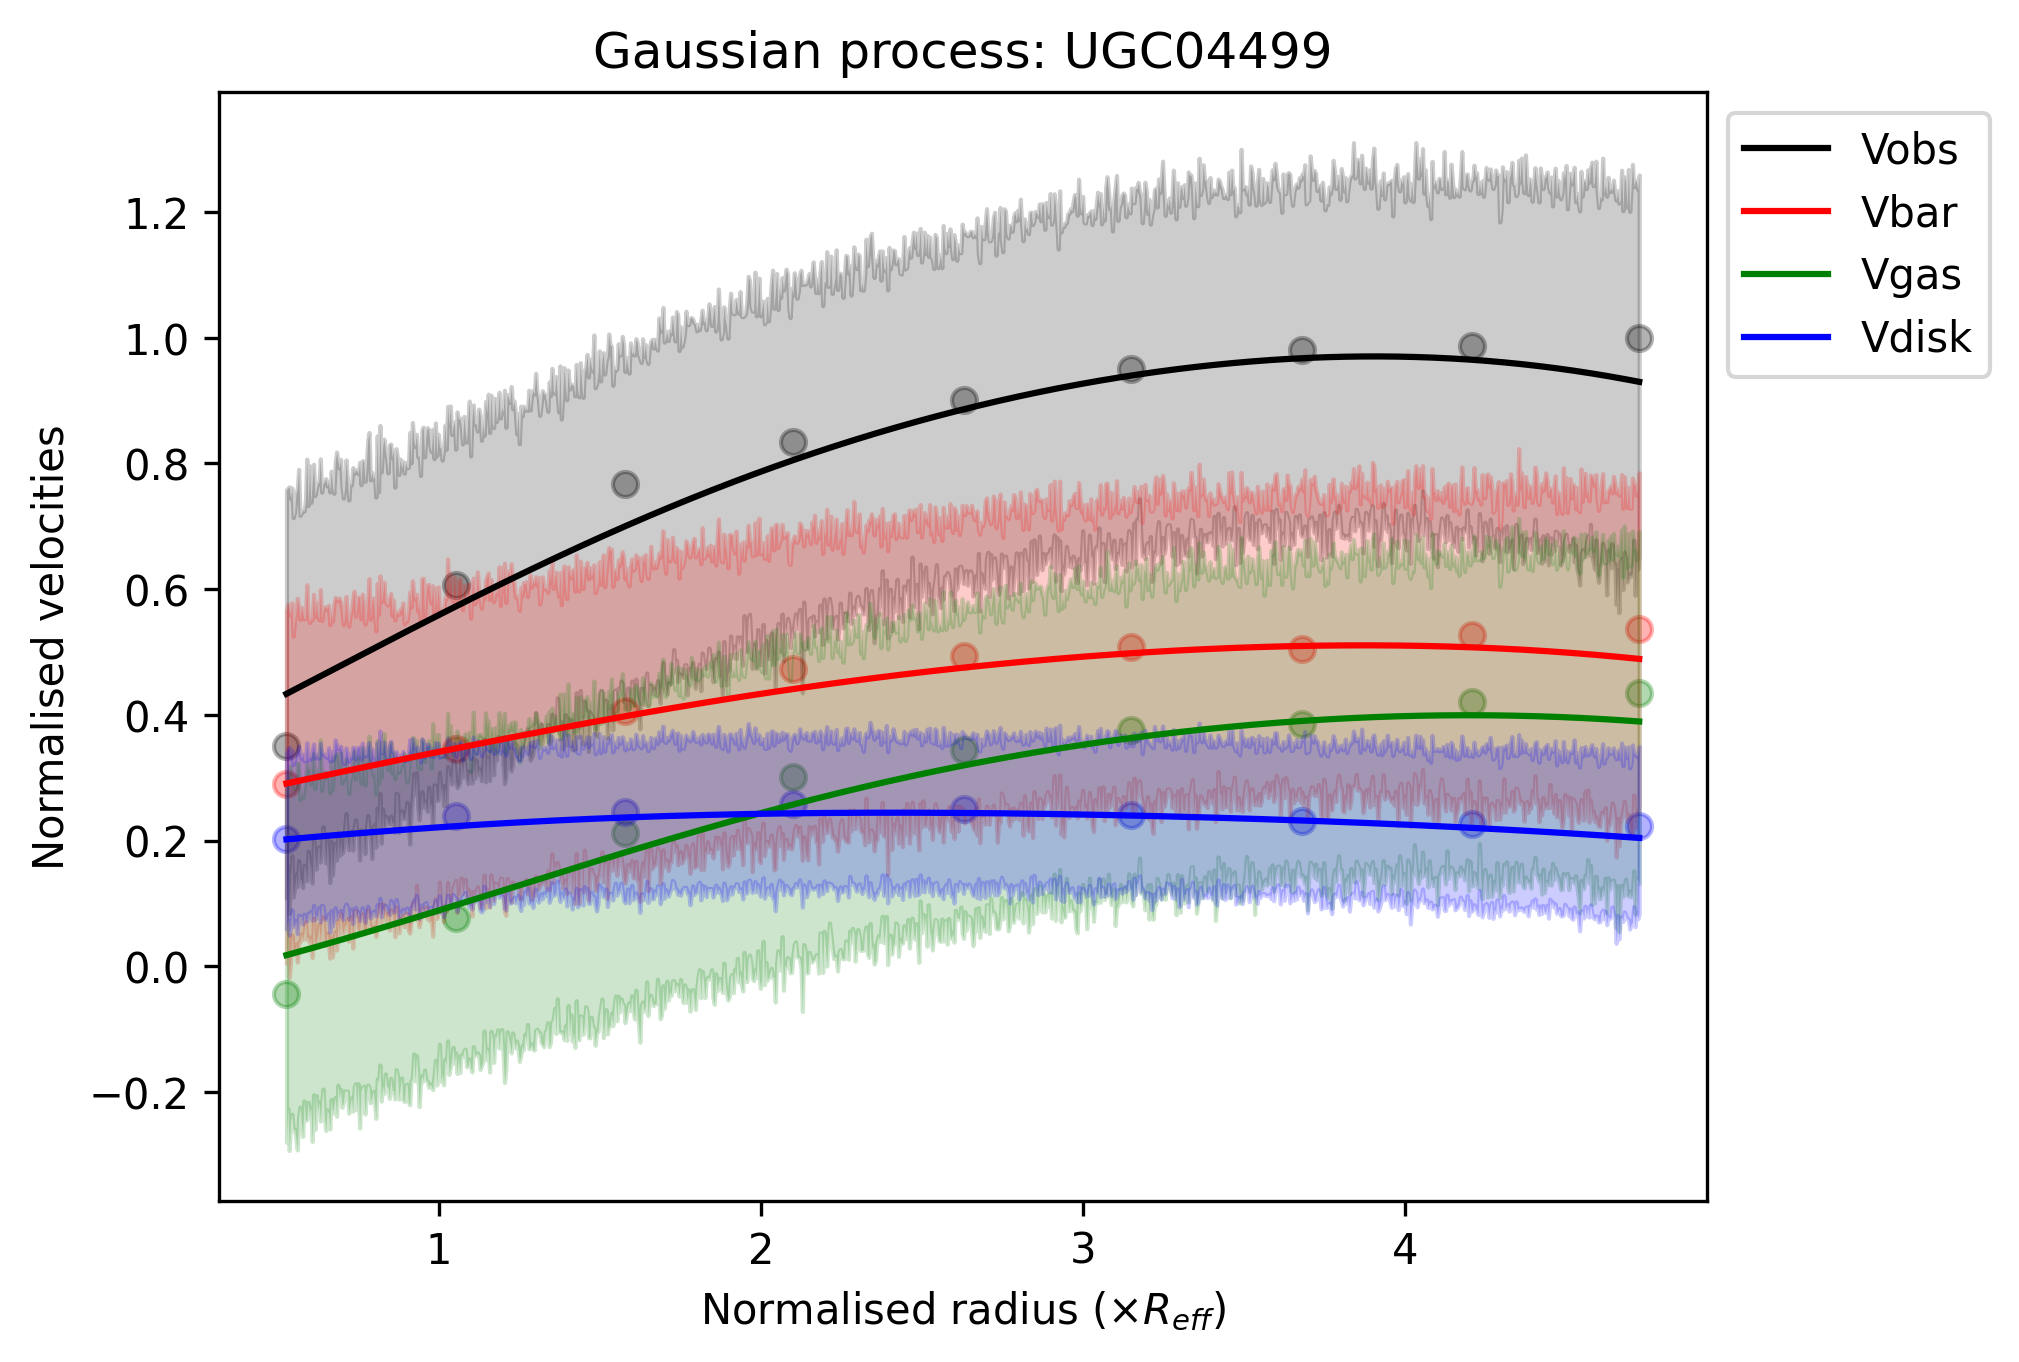 Gaussian process: UGC04499
Vobs
Vbar
Vgas
Vdisk
Normalised velocities
1.2
1.0
0.8
0.6
0.4
0.2
0.0
−0.2
1 2 3 4
Normalised radius (×R_eff)